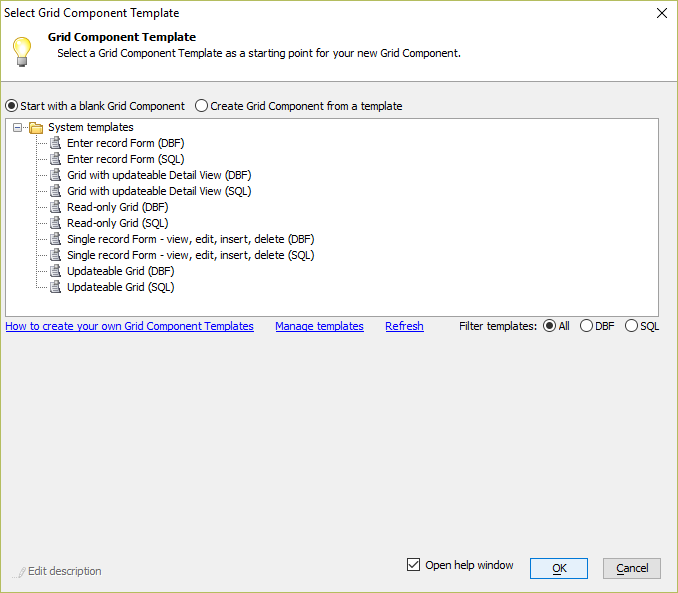 Select Grid Component Template
Grid Component Template
Select a Grid Component Template as a starting point for your new Grid Component.
Start with a blank Grid Component Create Grid Component from a template
System templates
Enter record Form (DBF)
Enter record Form (SQL)
Grid with updateable Detail View (DBF)
Grid with updateable Detail View (SQL)
Read-only Grid (DBF)
Read-only Grid (SQL)
Single record Form - view, edit, insert, delete (DBF)
Single record Form - view, edit, insert, delete (SQL)
Updateable Grid (DBF)
Updateable Grid (SQL)
How to create your own Grid Component Templates Manage templates Refresh Filter templates: All DBF SQL
Edit description Open help window OK Cancel